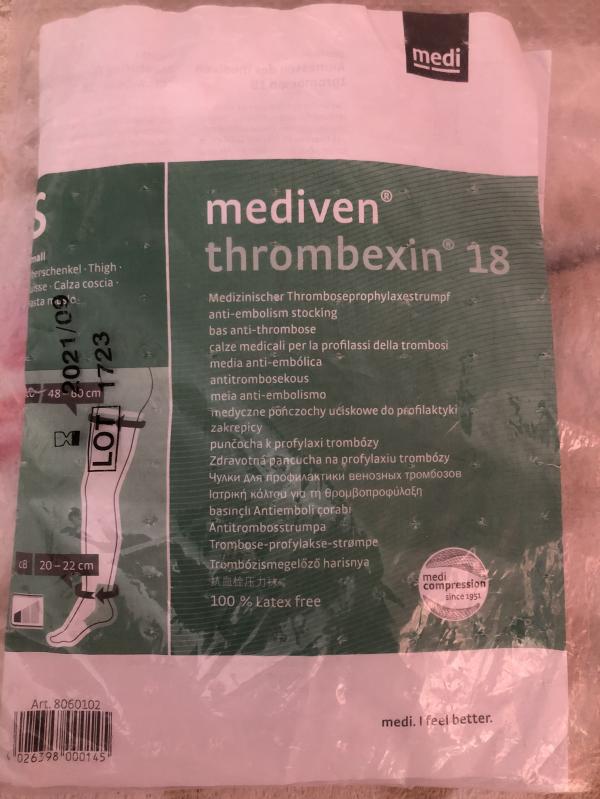 medi
S
mediven®
thrombexin® 18
Medizinischer Thromboseprophylaxestrumpf
anti-embolism stocking
bas anti-thrombose
calze medicali per la profilassi della trombosi
media anti-embólica
antitrombosekous
meia anti-embolismo
medyczne pończochy uciskowe do profilaktyki
zakrepicy
punčocha k profylaxi trombózy
Zdravotná pancucha na profylaxiu trombózy
Чулки для профилактики венозных тромбозов
Ιατρική κάλτσα για τη θρομβοπροφύλαξη
basınçlı Antiemboli çorabı
Antitrombosstrumpa
Trombose-profylakse-strømpe
Trombózismegelőző harisnya
抗血栓压力袜
100 % Latex free
· Thigh ·
· Calza coscia ·
2021/09
LOT 1723
48 – 60 cm
cB 20 – 22 cm
medi
compression
since 1951
Art. 8060102
4 026398 000145
medi. I feel better.